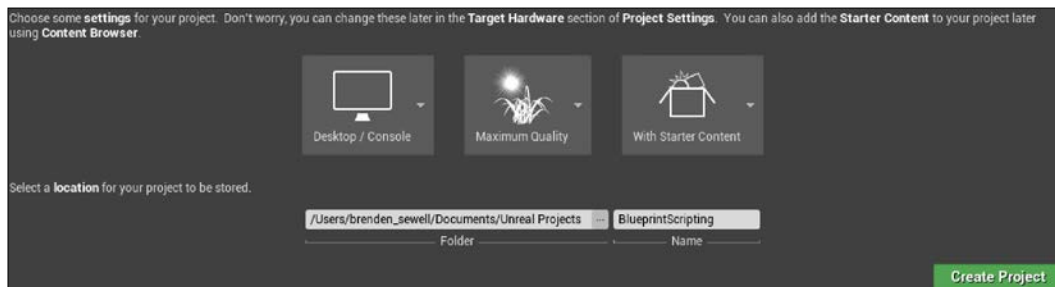 Choose some settings for your project. Don't worry, you can change these later in the Target Hardware section of Project Settings. You can also add the Starter Content to your project later
using Content Browser.
Desktop / Console
Maximum Quality
With Starter Content
Select a location for your project to be stored.
/Users/brenden_sewell/Documents/Unreal Projects ... BlueprintScripting
Folder Name
Create Project